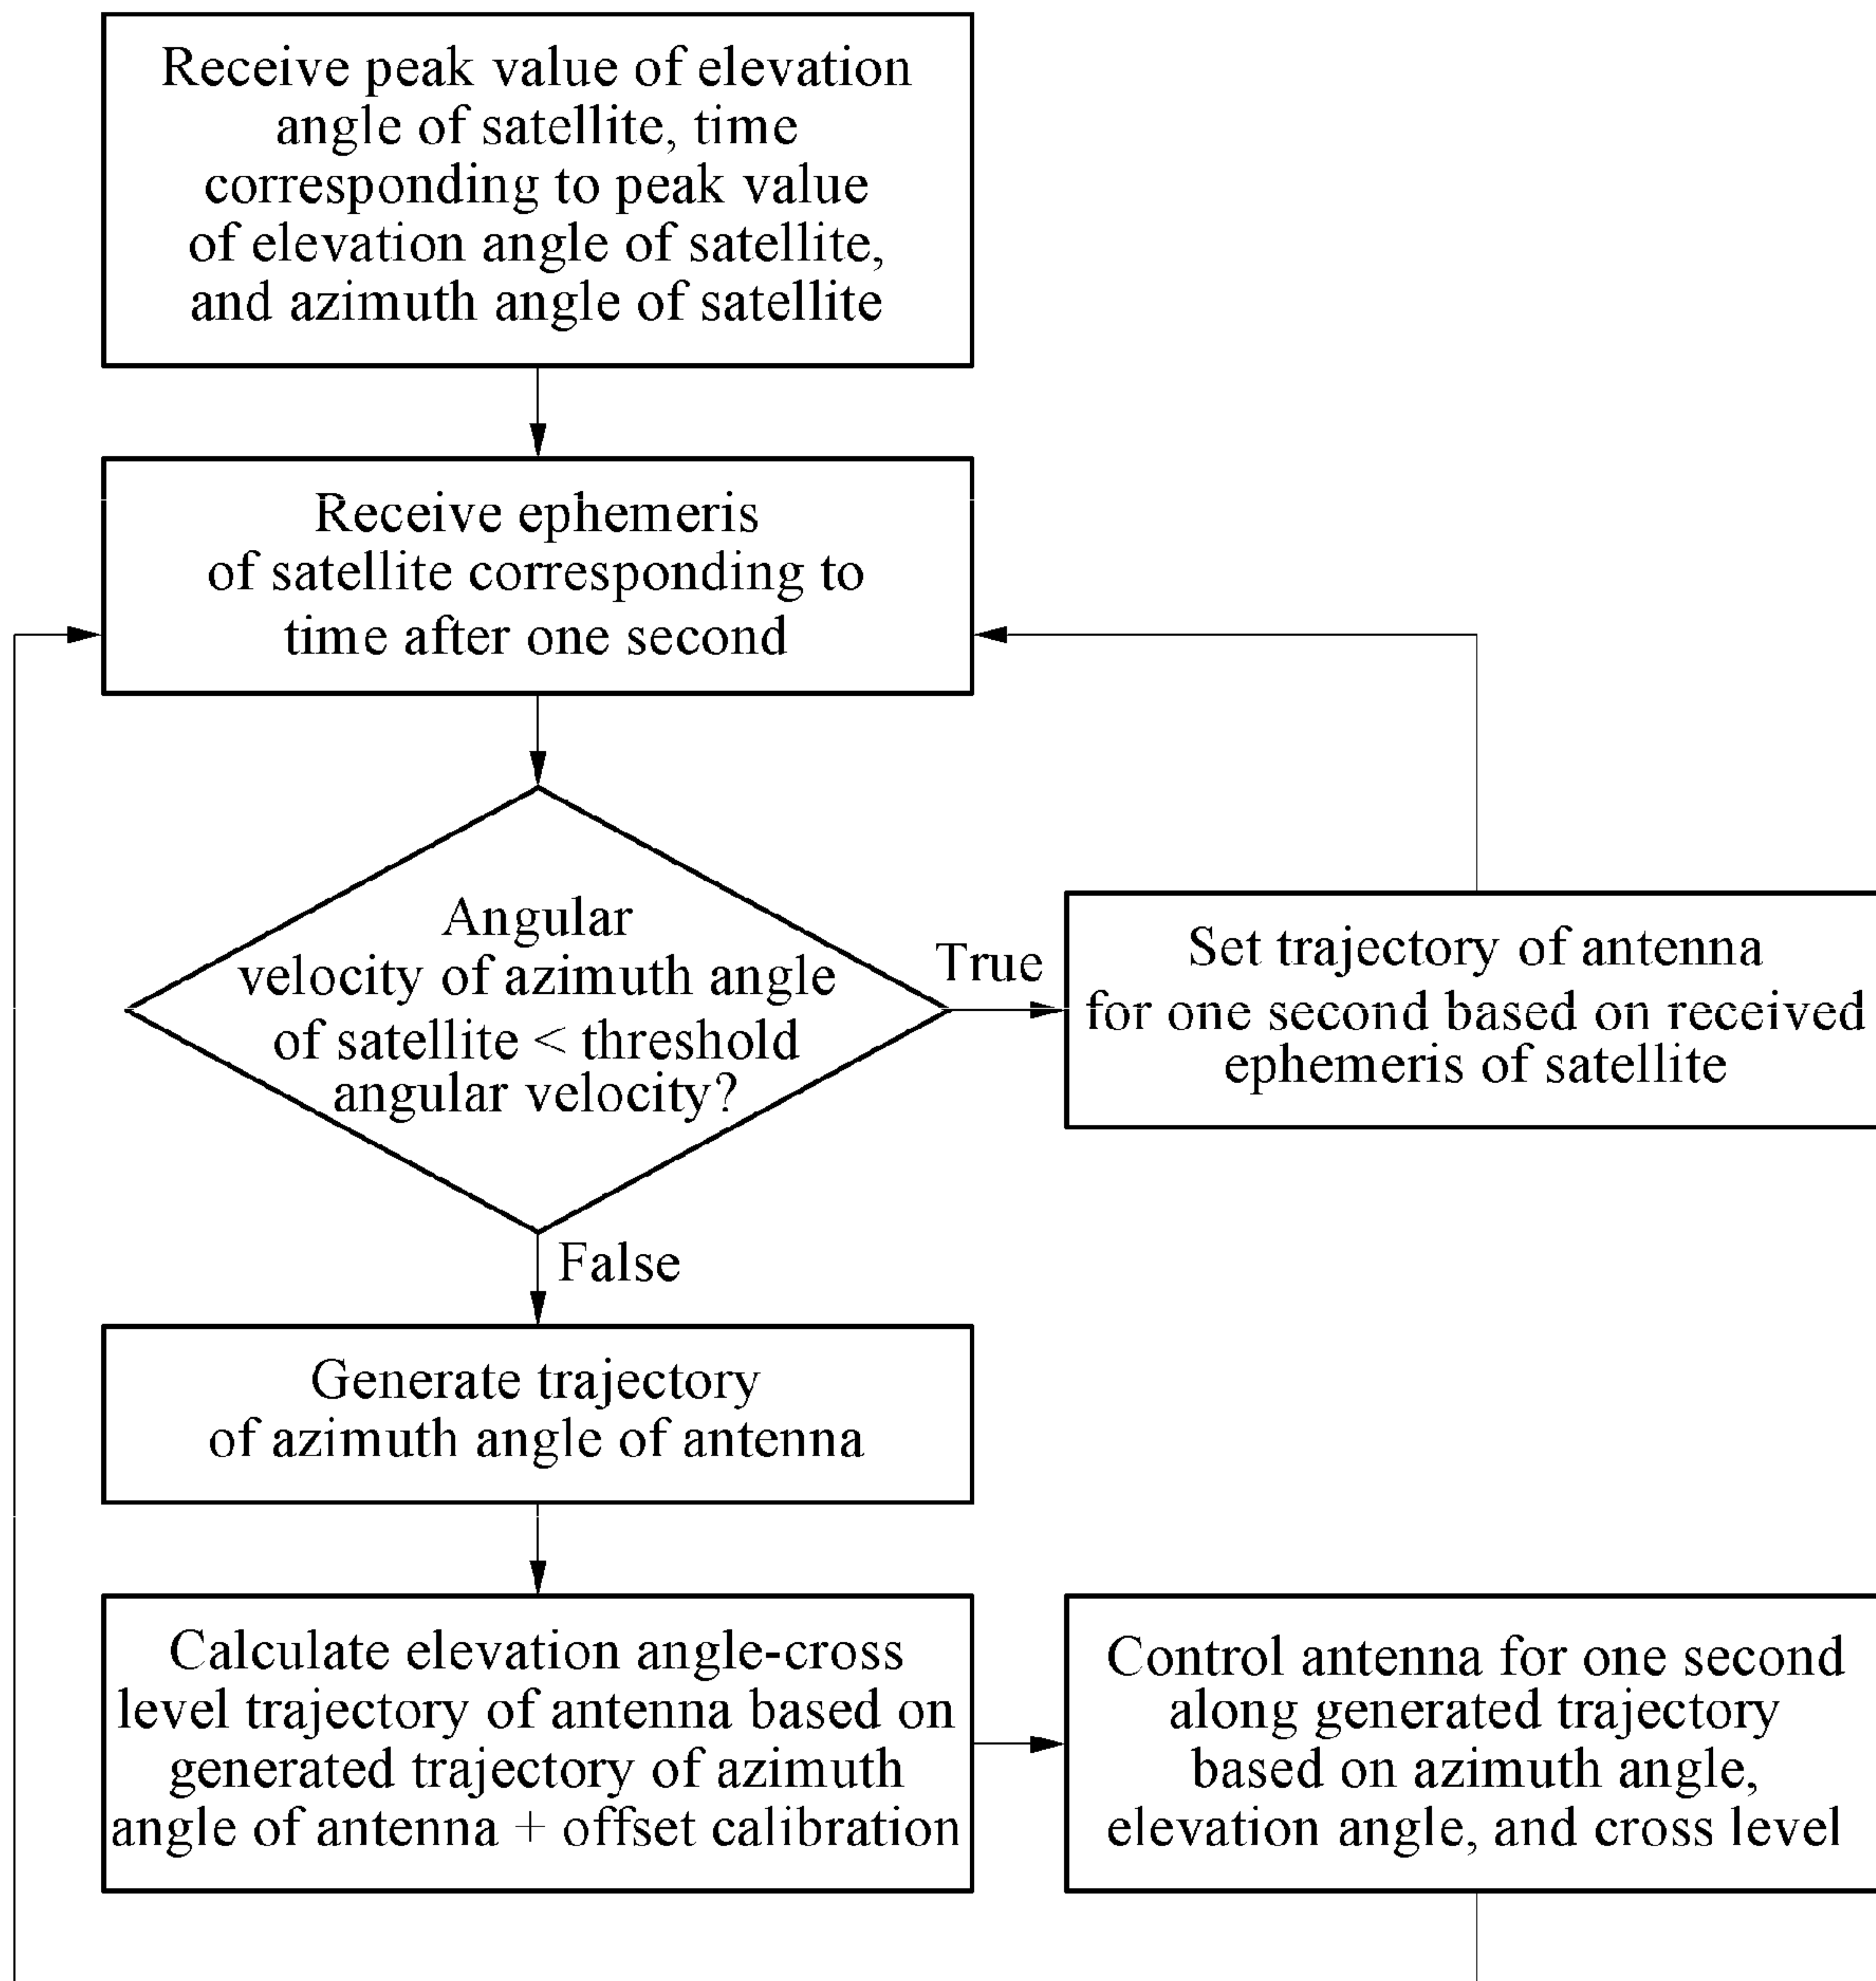 Receive peak value of elevation
angle of satellite, time
corresponding to peak value
of elevation angle of satellite,
and azimuth angle of satellite
Receive ephemeris
of satellite corresponding to
time after one second
Angular
velocity of azimuth angle
of satellite < threshold
angular velocity?
True
Set trajectory of antenna
for one second based on received
ephemeris of satellite
False
Generate trajectory
of azimuth angle of antenna
Calculate elevation angle-cross
level trajectory of antenna based on
generated trajectory of azimuth
angle of antenna + offset calibration
Control antenna for one second
along generated trajectory
based on azimuth angle,
elevation angle, and cross level